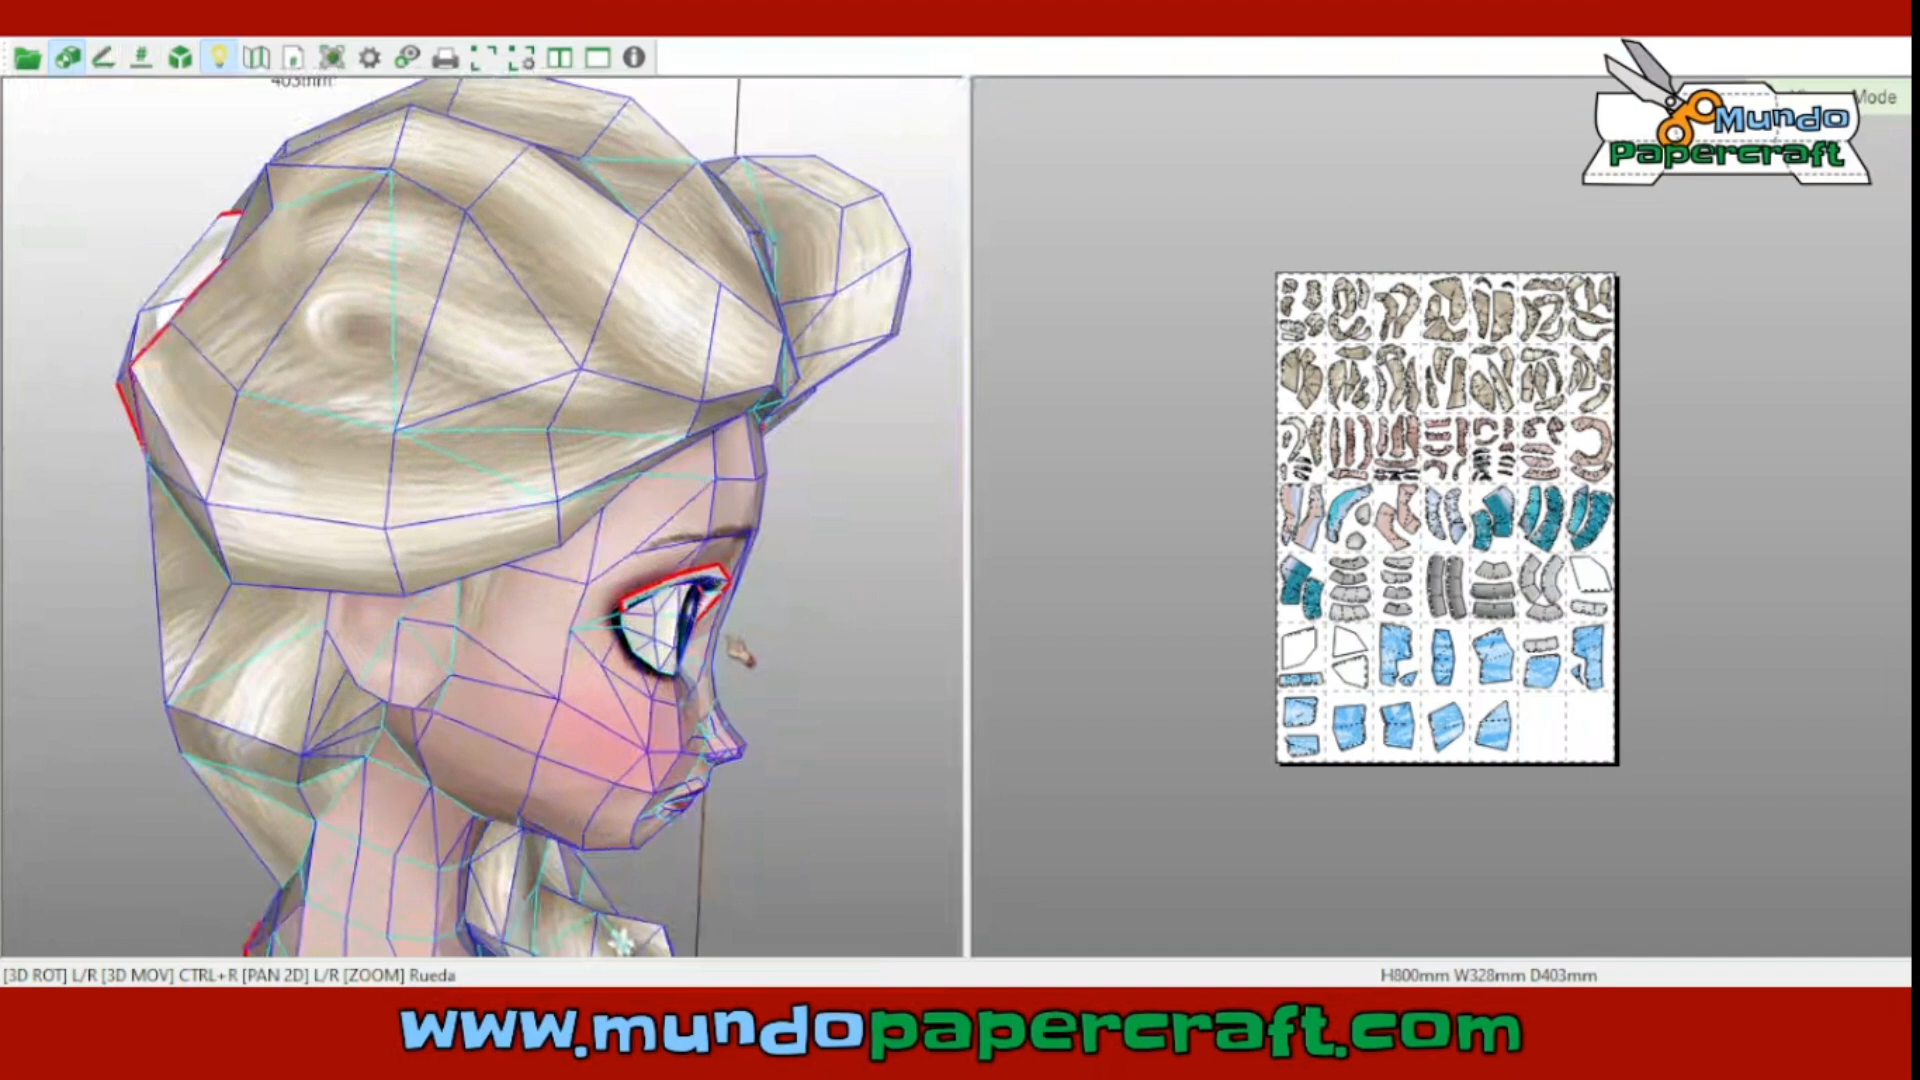 403mm
Mode
Mundo
Papercraft
[3D ROT] L/R [3D MOV] CTRL+R [PAN 2D] L/R [ZOOM] Rueda
H800mm W328mm D403mm
www.mundopapercraft.com